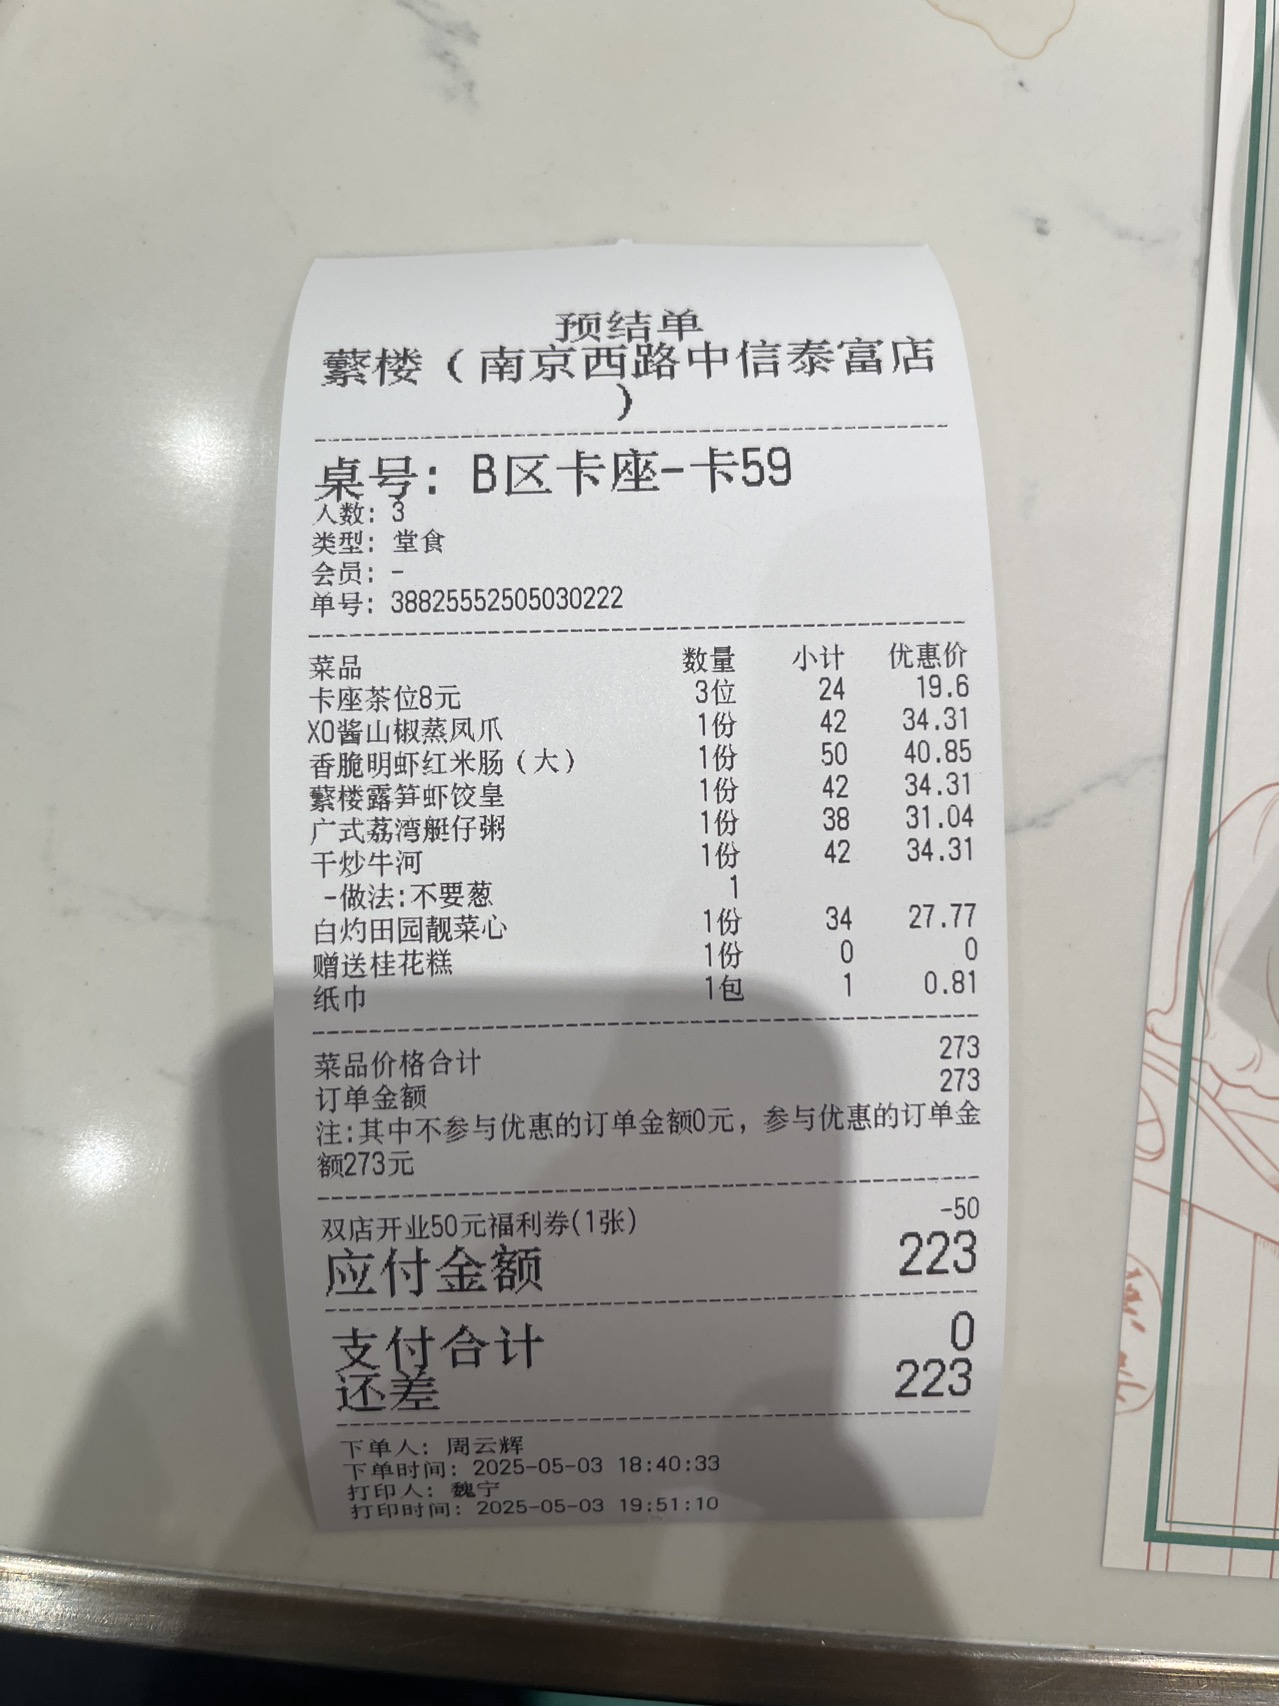 预结单
蘩楼（南京西路中信泰富店
）
桌号：B区卡座-卡59
人数：3
类型：堂食
会员：-
单号：38825552505030222
菜品 数量 小计 优惠价
卡座茶位8元 3位 24 19.6
XO酱山椒蒸凤爪 1份 42 34.31
香脆明虾红米肠（大） 1份 50 40.85
蘩楼露笋虾饺皇 1份 42 34.31
广式荔湾艇仔粥 1份 38 31.04
干炒牛河 1份 42 34.31
-做法:不要葱 1
白灼田园靓菜心 1份 34 27.77
赠送桂花糕 1份 0 0
纸巾 1包 1 0.81
菜品价格合计 273
订单金额 273
注:其中不参与优惠的订单金额0元，参与优惠的订单金
额273元
双店开业50元福利券(1张) -50
应付金额 223
支付合计 0
还差 223
下单人：周云辉
下单时间：2025-05-03 18:40:33
打印人：魏宁
打印时间：2025-05-03 19:51:10